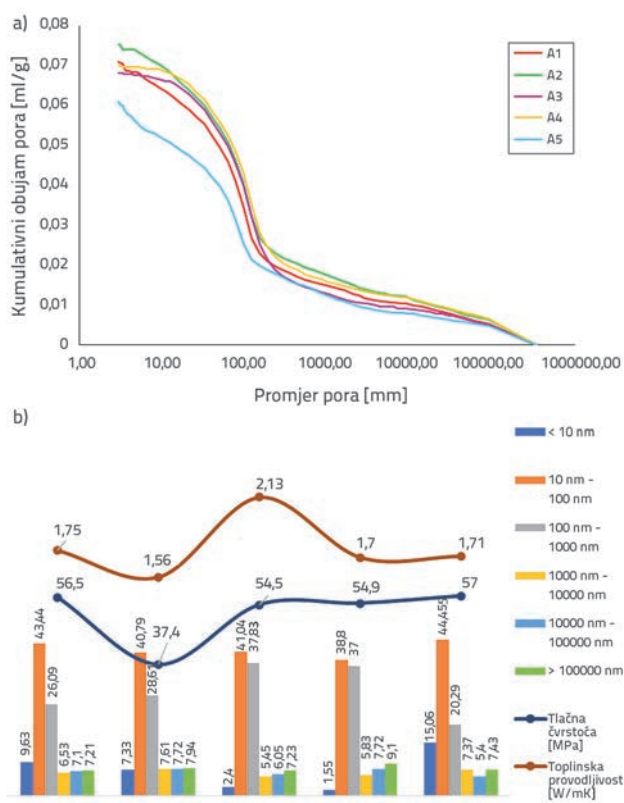 a)
0,08
0,07
0,06
0,05
0,04
0,03
0,02
0,01
0
Kumulativni obujam pora [ml/g]
A1
A2
A3
A4
A5
1,00 10,00 100,00 1000,00 10000,00 100000,00 1000000,00
Promjer pora [mm]
b)
1,75 1,56 2,13 1,7 1,71
56,5 37,4 54,5 54,9 57
9,63 43,44 26,09 6,53 7,1 7,21
7,33 40,79 28,61 7,61 7,72 7,94
2,4 41,04 37,83 5,45 6,05 7,23
1,55 38,8 37 5,83 7,72 9,1
15,06 44,455 20,29 7,37 5,4 7,43
< 10 nm
10 nm -
100 nm
100 nm -
1000 nm
1000 nm -
10000 nm
10000 nm -
100000 nm
> 100000 nm
Tlačna
čvrstoča
[MPa]
Toplinska
provodljivost
[W/mK]